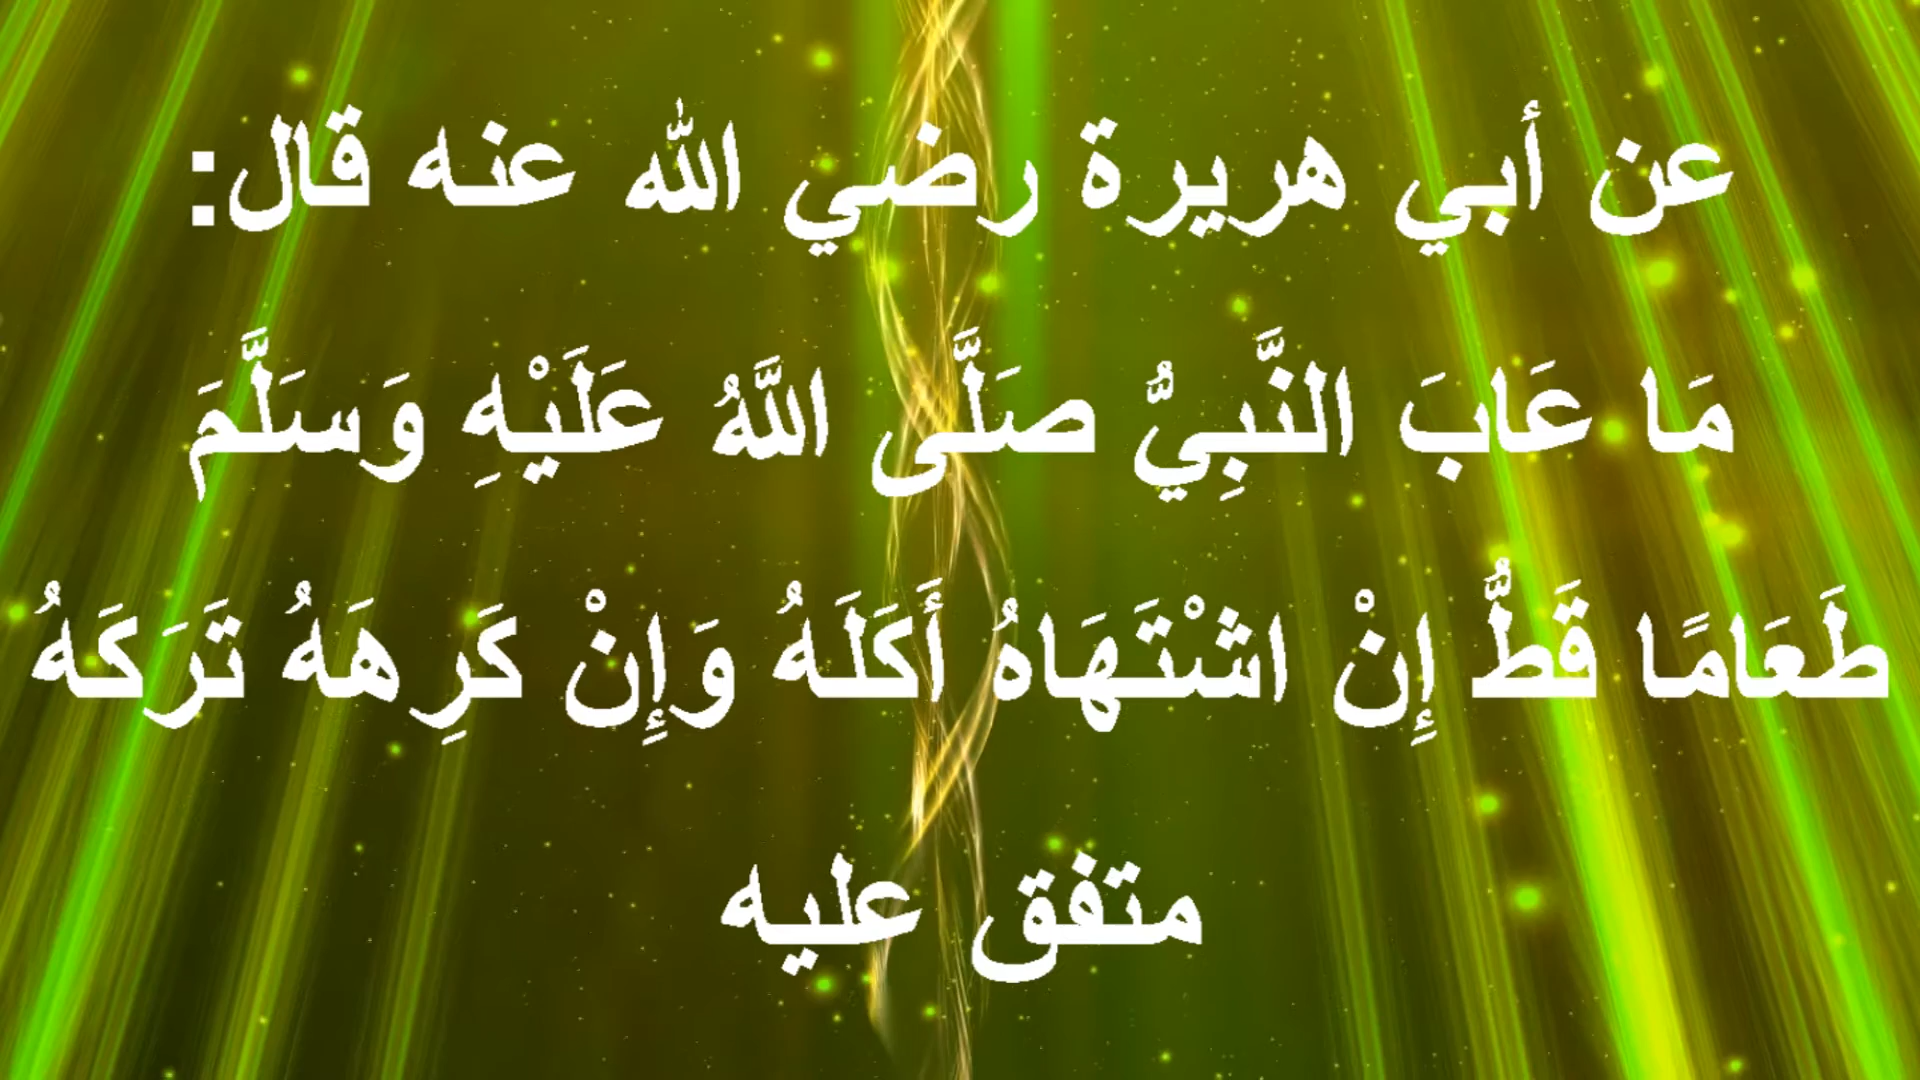 عن أبي هريرة رضي الله عنه قال:
مَا عَابَ النَّبِيُّ صَلَّى اللَّهُ عَلَيْهِ وَسَلَّمَ
طَعَامًا قَطُّ إِنْ اشْتَهَاهُ أَكَلَهُ وَإِنْ كَرِهَهُ تَرَكَهُ
متفق عليه